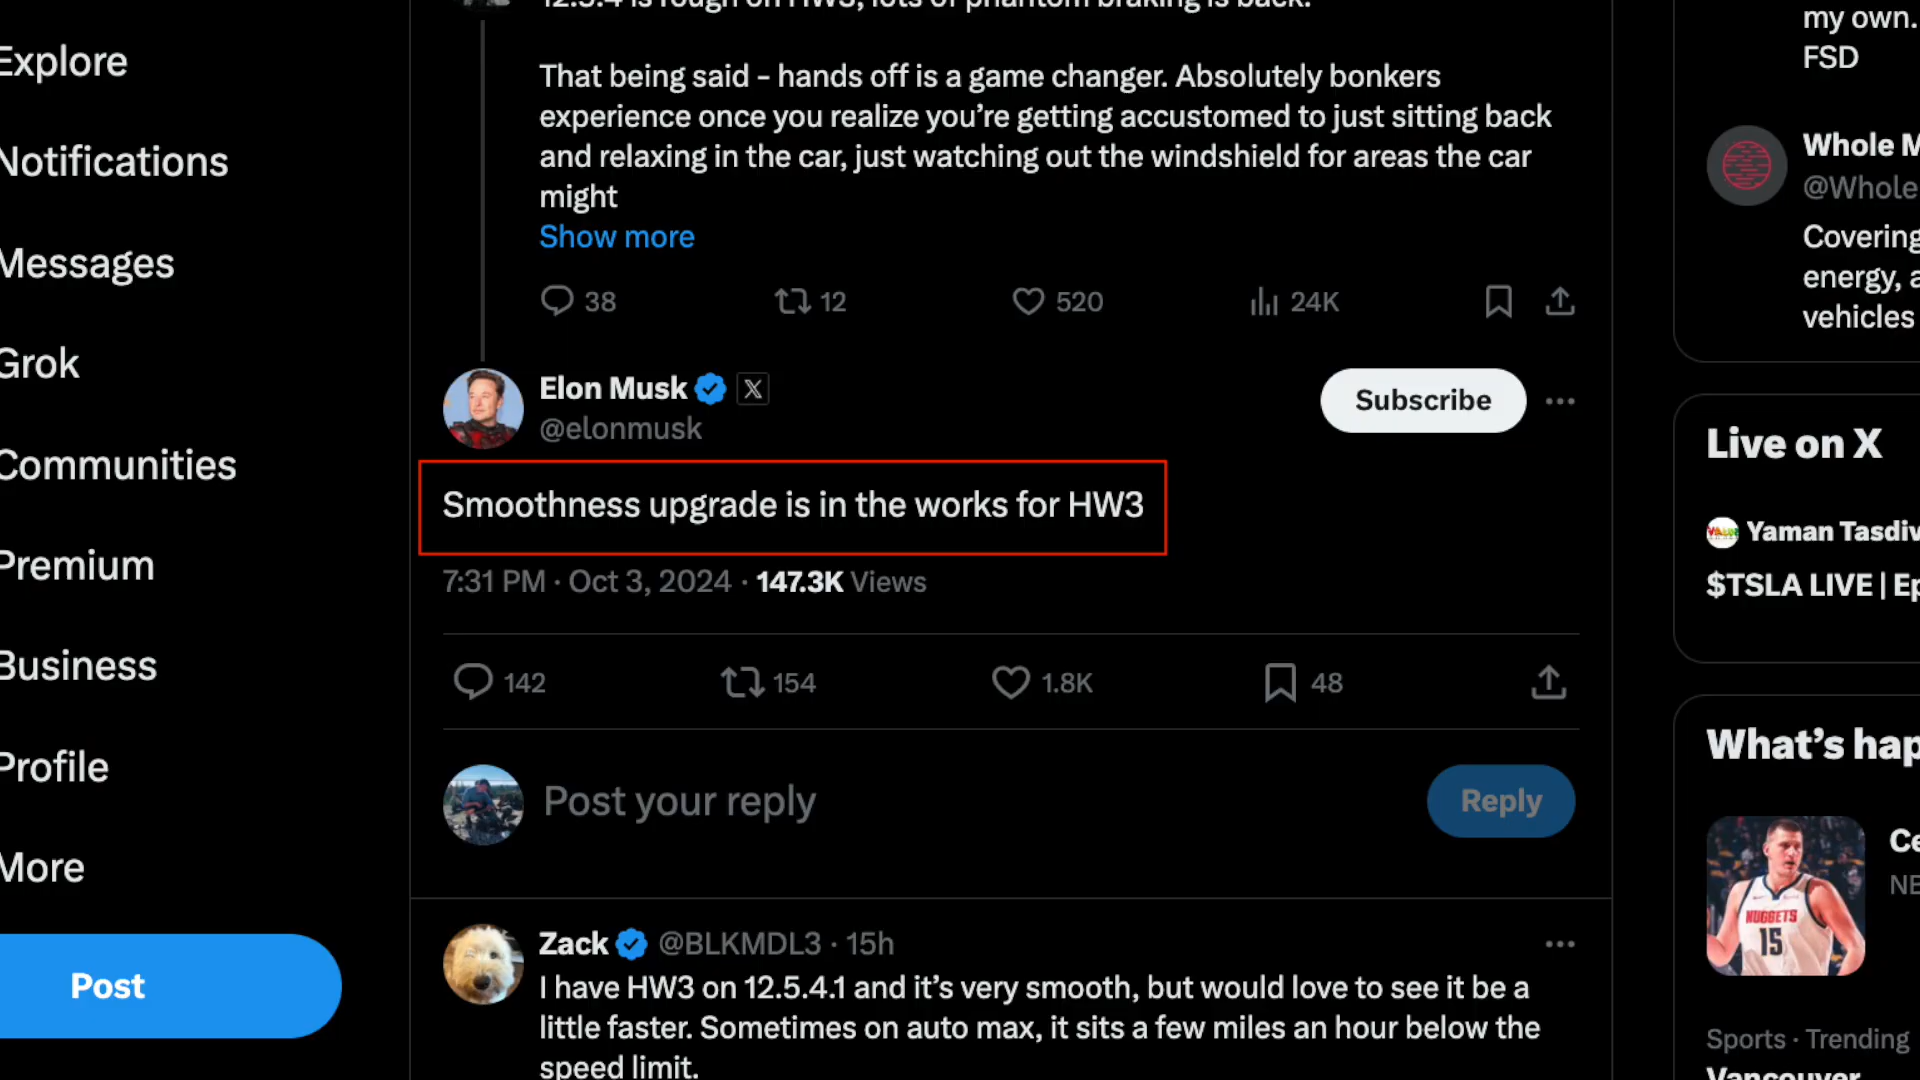 12.5.4 is rough on HW3, lots of phantom braking is back.
That being said – hands off is a game changer. Absolutely bonkers
experience once you realize you’re getting accustomed to just sitting back
and relaxing in the car, just watching out the windshield for areas the car
might
Show more
38 12 520 24K
Elon Musk
@elonmusk
Subscribe
Smoothness upgrade is in the works for HW3
7:31 PM · Oct 3, 2024 · 147.3K Views
142 154 1.8K 48
Post your reply
Reply
Zack @BLKMDL3 · 15h
I have HW3 on 12.5.4.1 and it’s very smooth, but would love to see it be a
little faster. Sometimes on auto max, it sits a few miles an hour below the
speed limit.
Explore
Notifications
Messages
Grok
Communities
Premium
Business
Profile
More
Post
my own.
FSD
Whole M
@Whole
Covering
energy, a
vehicles
Live on X
Yaman Tasdiv
$TSLA LIVE | Ep
What’s hap
NUGGETS
15
Ce
NE
Sports · Trending
Vancouver